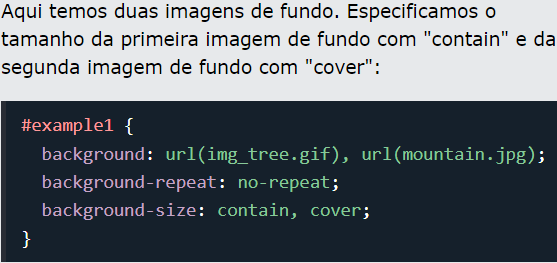 Aqui temos duas imagens de fundo. Especificamos o
tamanho da primeira imagem de fundo com "contain" e da
segunda imagem de fundo com "cover":
#example1 {
  background: url(img_tree.gif), url(mountain.jpg);
  background-repeat: no-repeat;
  background-size: contain, cover;
}